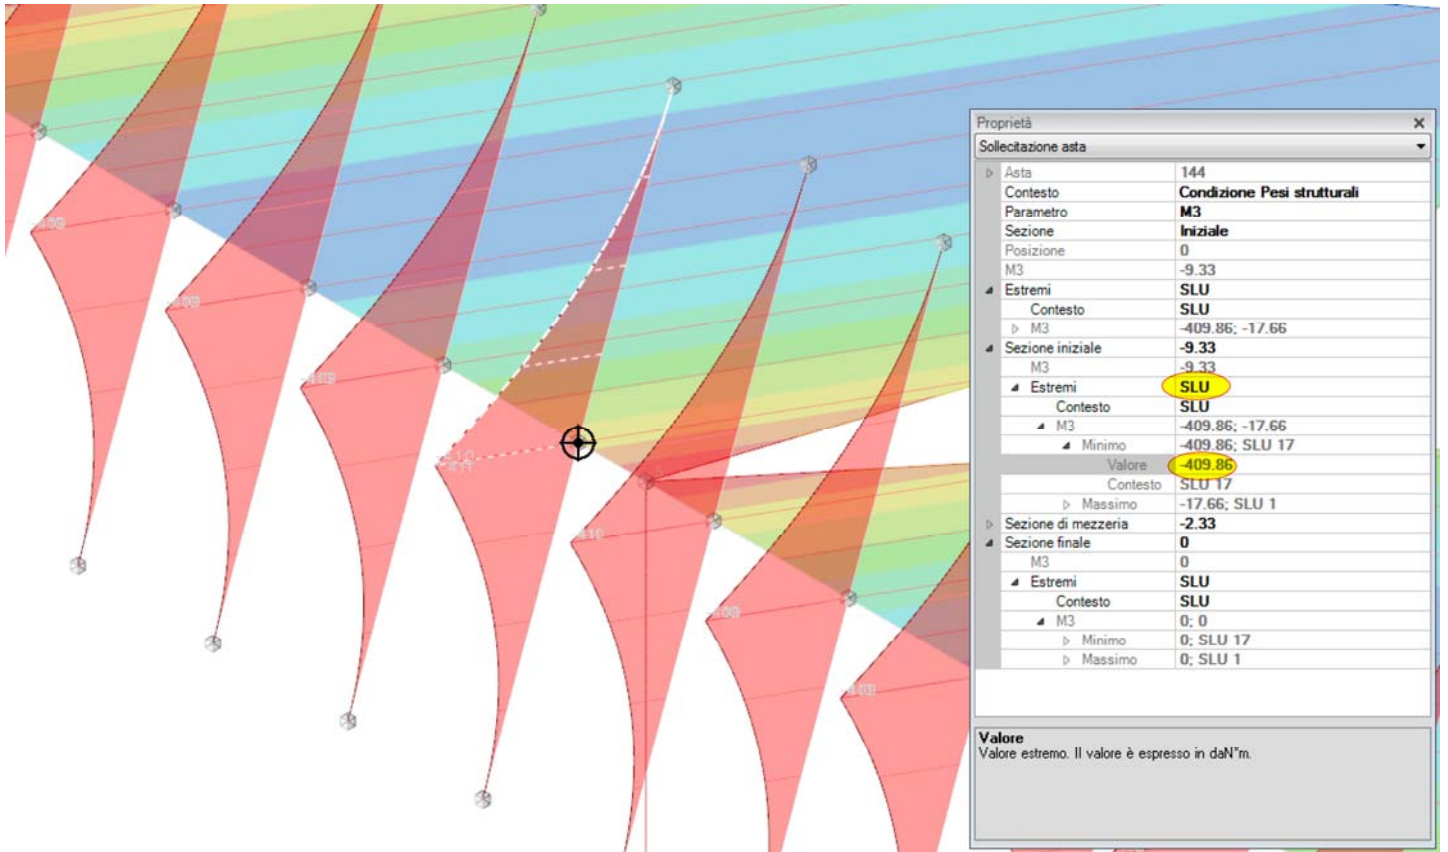 Proprietà
Sollecitazione asta
Asta 144
Contesto Condizione Pesi strutturali
Parametro M3
Sezione Iniziale
Posizione 0
M3 -9.33
Estremi SLU
Contesto SLU
M3 -409.86; -17.66
Sezione iniziale -9.33
M3 -9.33
Estremi SLU
Contesto SLU
M3 -409.86; -17.66
Minimo -409.86; SLU 17
Valore -409.86
Contesto SLU 17
Massimo -17.66; SLU 1
Sezione di mezzeria -2.33
Sezione finale 0
M3 0
Estremi SLU
Contesto SLU
M3 0; 0
Minimo 0; SLU 17
Massimo 0; SLU 1
Valore
Valore estremo. Il valore è espresso in daN*m.